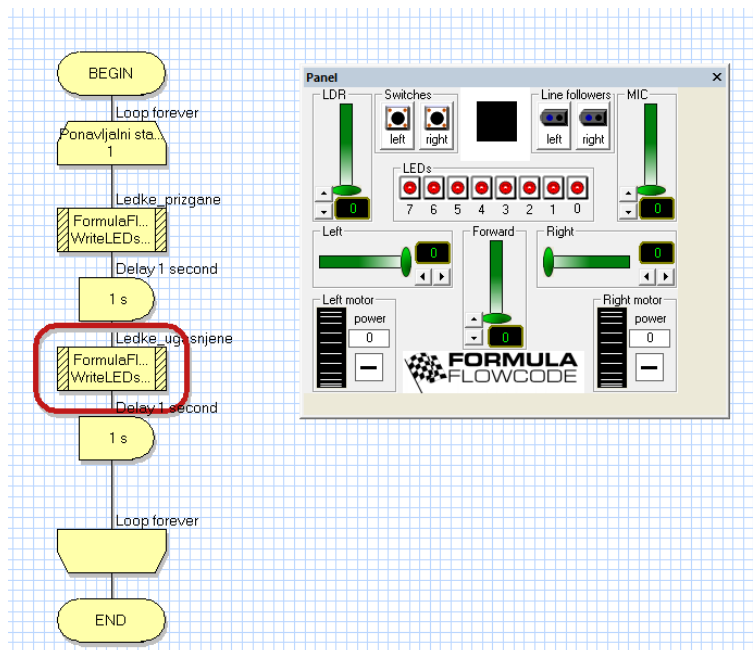 BEGIN
Loop forever
Ponavljalni sta...
1
Ledke_prizgane
FormulaFl...
WriteLEDs...
Delay 1 second
1 s
Ledke_ugasnjene
FormulaFl...
WriteLEDs...
Delay 1 second
1 s
Loop forever
END
Panel
LDR
Switches
Line followers
MIC
left
right
left
right
LEDs
7 6 5 4 3 2 1 0
0
0
Left
Forward
Right
0
0
0
Left motor
power
0
Right motor
power
0
FORMULA
FLOWCODE